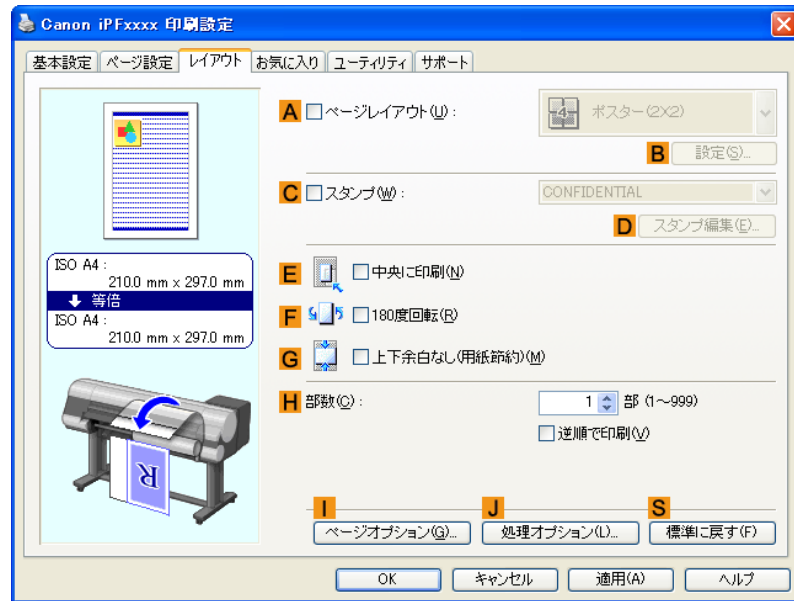 Canon iPFxxxx 印刷設定
基本設定 ページ設定 レイアウト お気に入り ユーティリティ サポート
A ページレイアウト(U) : 4 ポスター(2X2)
B 設定(S)...
C スタンプ(W) : CONFIDENTIAL
D スタンプ編集(E)...
ISO A4 :
210.0 mm x 297.0 mm
等倍
ISO A4 :
210.0 mm x 297.0 mm
E 中央に印刷(N)
F 180度回転(R)
G 上下余白なし(用紙節約)(M)
H 部数(C) : 1 部 (1～999)
逆順で印刷(V)
R
I J S
ページオプション(G)... 処理オプション(L)... 標準に戻す(F)
OK キャンセル 適用(A) ヘルプ